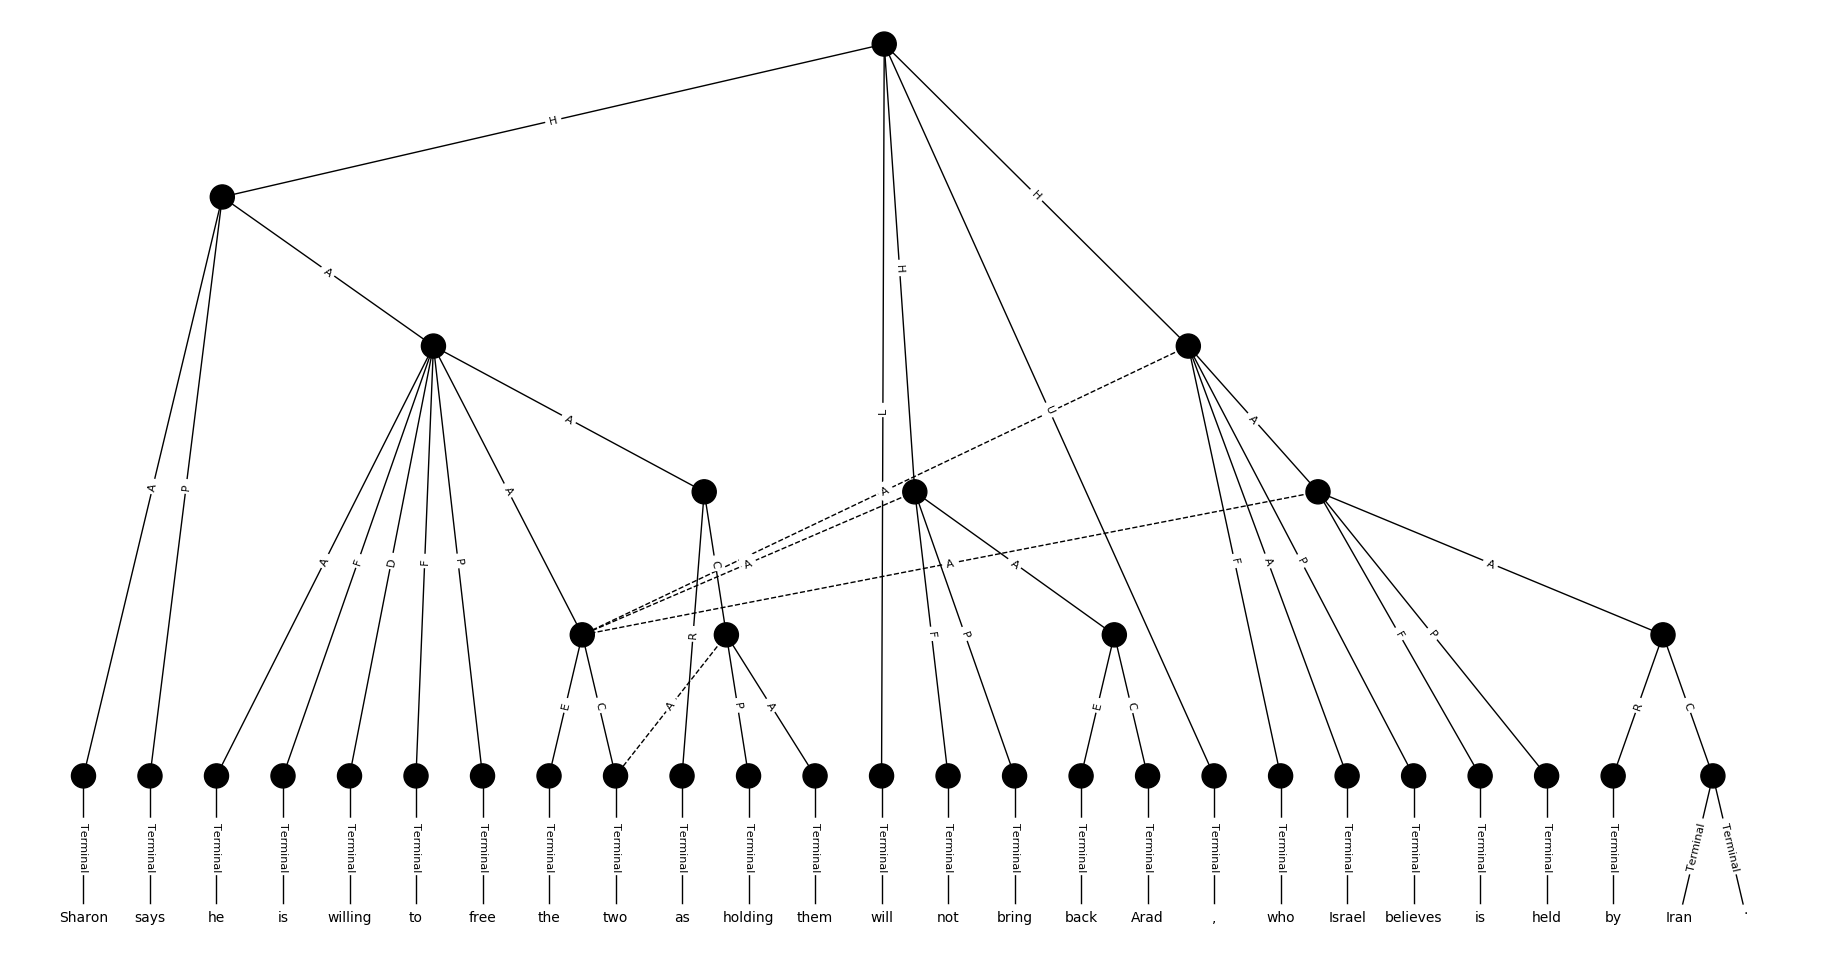 H
H
A
H
L
U
A
A
A P A A A
A F D F P C A A A F A P A
R F P F P
E C A P A E C R C
Terminal Terminal Terminal Terminal Terminal Terminal Terminal Terminal Terminal Terminal Terminal Terminal Terminal Terminal Terminal Terminal Terminal Terminal Terminal Terminal Terminal Terminal Terminal Terminal Terminal Terminal
Sharon says he is willing to free the two as holding them will not bring back Arad , who Israel believes is held by Iran .